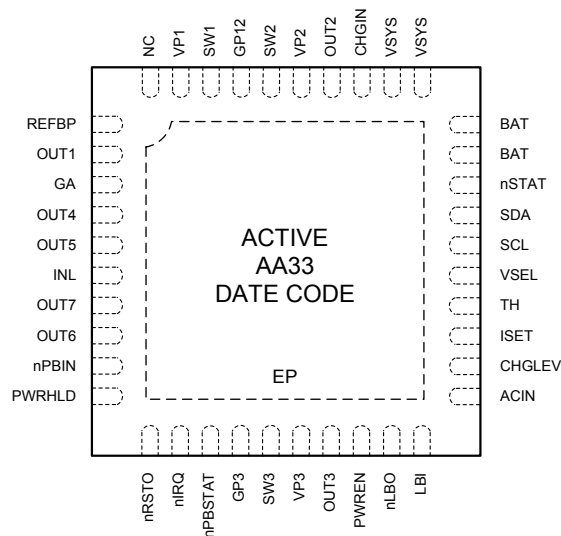 NC
VP1
SW1
GP12
SW2
VP2
OUT2
CHGIN
VSYS
VSYS
REFBP
OUT1
GA
OUT4
OUT5
INL
OUT7
OUT6
nPBIN
PWRHLD
ACTIVE
AA33
DATE CODE
EP
BAT
BAT
nSTAT
SDA
SCL
VSEL
TH
ISET
CHGLEV
ACIN
nRSTO
nIRQ
nPBSTAT
GP3
SW3
VP3
OUT3
PWREN
nLBO
LBI